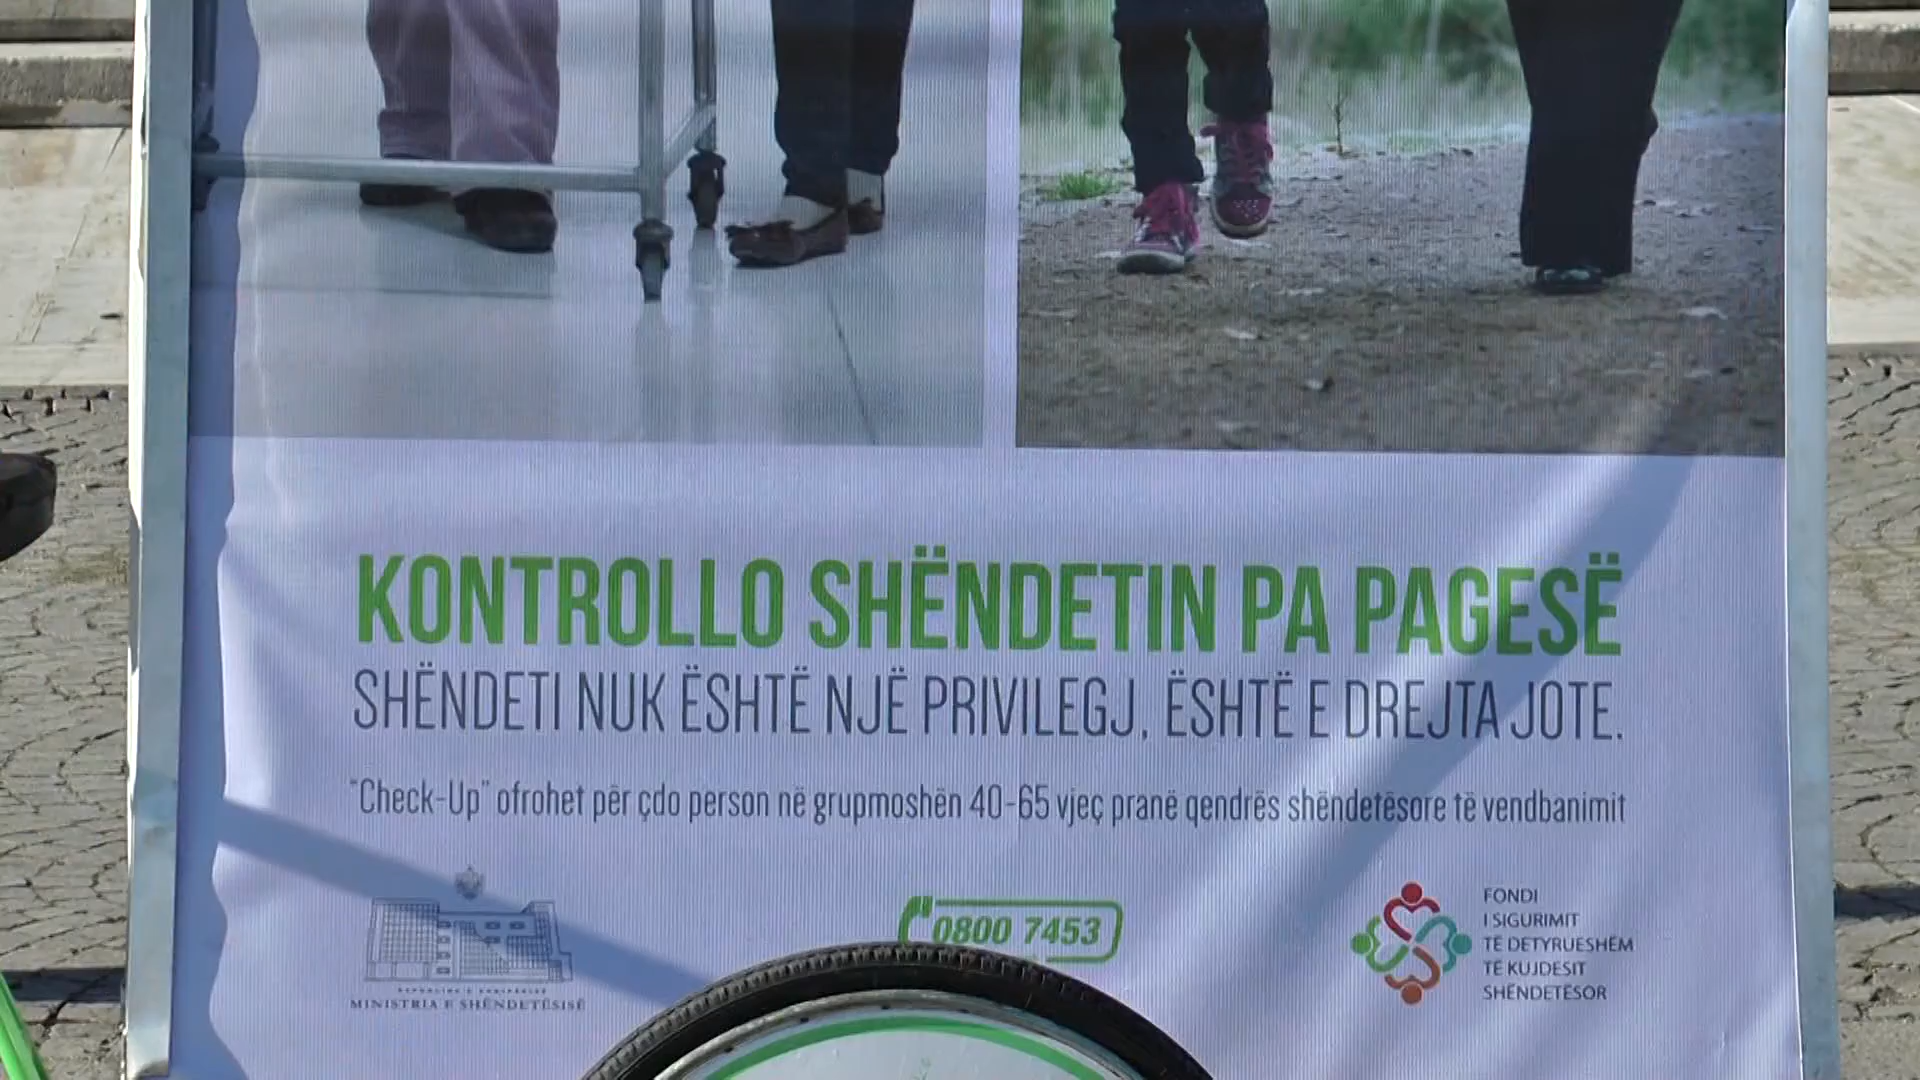 KONTROLLO SHËNDETIN PA PAGESË
SHËNDETI NUK ËSHTË NJË PRIVILEGJ, ËSHTË E DREJTA JOTE.
"Check-Up" ofrohet për çdo person në grupmoshën 40-65 vjeç pranë qendrës shëndetësore të vendbanimit
REPUBLIKA E SHQIPËRISË
MINISTRIA E SHËNDETËSISË
0800 7453
FONDI
I SIGURIMIT
TË DETYRUESHËM
TË KUJDESIT
SHËNDETËSOR